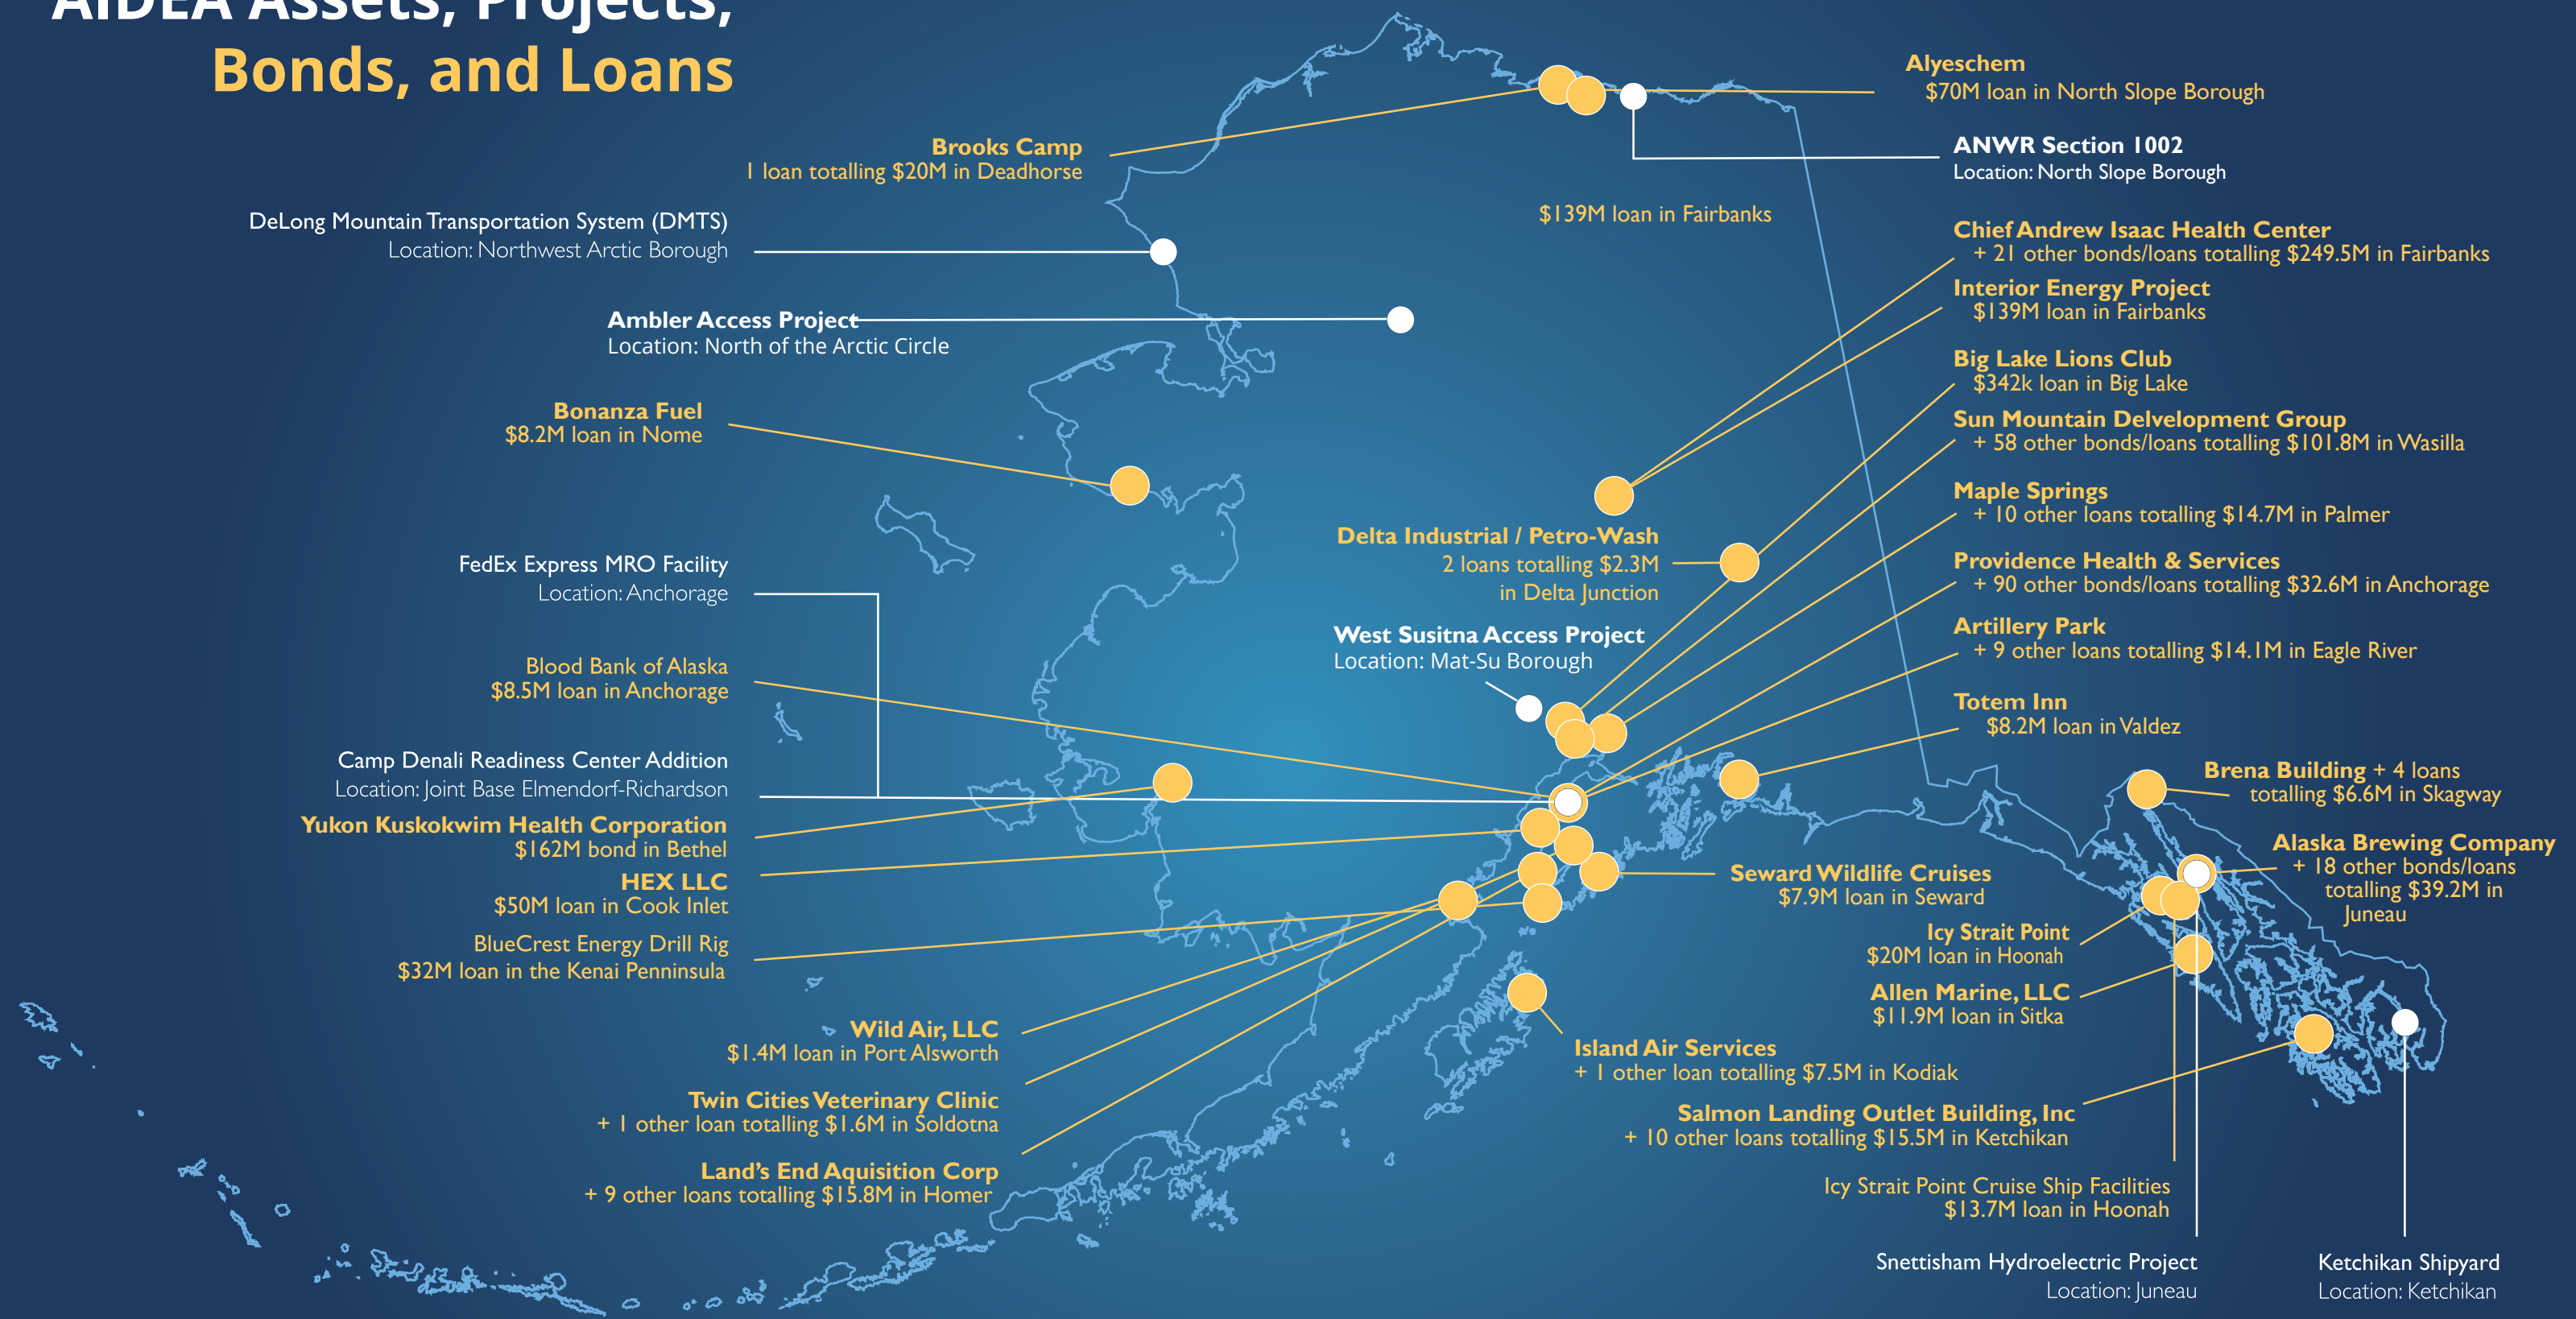 AIDEA Assets, Projects,
Bonds, and Loans
Alyeschem
$70M loan in North Slope Borough
Brooks Camp
1 loan totalling $20M in Deadhorse
ANWR Section 1002
Location: North Slope Borough
DeLong Mountain Transportation System (DMTS)
Location: Northwest Arctic Borough
$139M loan in Fairbanks
Chief Andrew Isaac Health Center
+ 21 other bonds/loans totalling $249.5M in Fairbanks
Interior Energy Project
$139M loan in Fairbanks
Ambler Access Project
Location: North of the Arctic Circle
Big Lake Lions Club
$342k loan in Big Lake
Bonanza Fuel
$8.2M loan in Nome
Sun Mountain Delvelopment Group
+ 58 other bonds/loans totalling $101.8M in Wasilla
Maple Springs
+ 10 other loans totalling $14.7M in Palmer
Delta Industrial / Petro-Wash
2 loans totalling $2.3M
in Delta Junction
FedEx Express MRO Facility
Location: Anchorage
Providence Health & Services
+ 90 other bonds/loans totalling $32.6M in Anchorage
West Susitna Access Project
Location: Mat-Su Borough
Artillery Park
+ 9 other loans totalling $14.1M in Eagle River
Blood Bank of Alaska
$8.5M loan in Anchorage
Totem Inn
$8.2M loan in Valdez
Camp Denali Readiness Center Addition
Location: Joint Base Elmendorf-Richardson
Brena Building + 4 loans
totalling $6.6M in Skagway
Yukon Kuskokwim Health Corporation
$162M bond in Bethel
Alaska Brewing Company
+ 18 other bonds/loans
totalling $39.2M in
Juneau
HEX LLC
$50M loan in Cook Inlet
Seward Wildlife Cruises
$7.9M loan in Seward
BlueCrest Energy Drill Rig
$32M loan in the Kenai Penninsula
Icy Strait Point
$20M loan in Hoonah
Allen Marine, LLC
$11.9M loan in Sitka
Wild Air, LLC
$1.4M loan in Port Alsworth
Island Air Services
+ 1 other loan totalling $7.5M in Kodiak
Twin Cities Veterinary Clinic
+ 1 other loan totalling $1.6M in Soldotna
Salmon Landing Outlet Building, Inc
+ 10 other loans totalling $15.5M in Ketchikan
Land's End Aquisition Corp
+ 9 other loans totalling $15.8M in Homer
Icy Strait Point Cruise Ship Facilities
$13.7M loan in Hoonah
Snettisham Hydroelectric Project
Location: Juneau
Ketchikan Shipyard
Location: Ketchikan